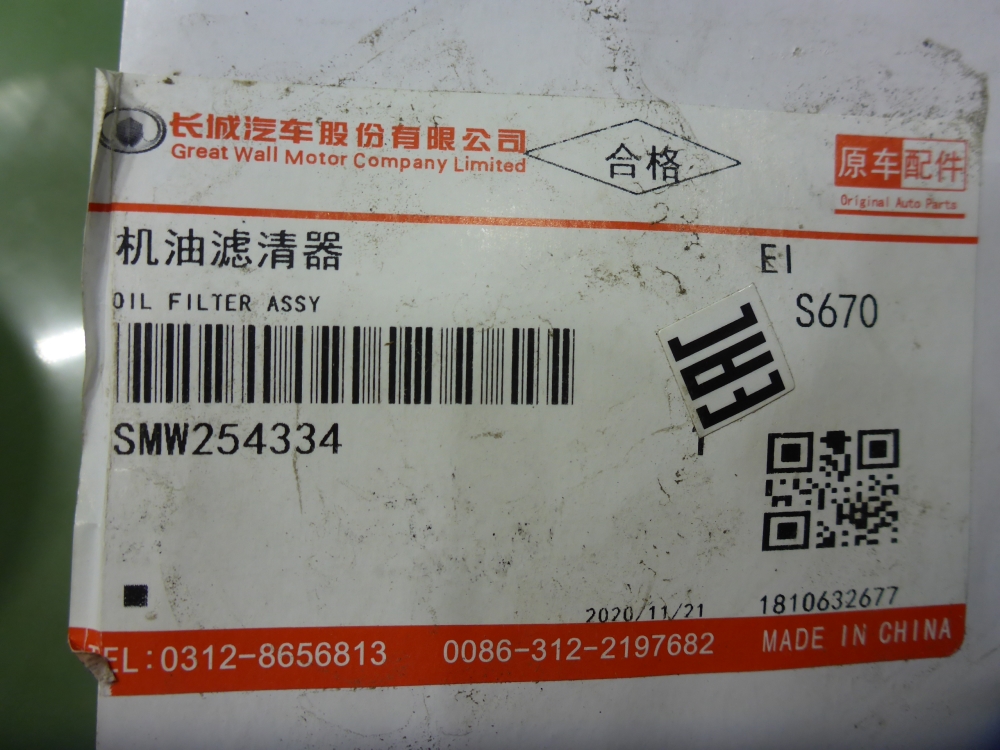 长城汽车股份有限公司
Great Wall Motor Company Limited
合格
原车配件
Original Auto Parts
机油滤清器
OIL FILTER ASSY
EI
S670
EAC
SMW254334
1
2020/11/21
1810632677
TEL:0312-8656813
0086-312-2197682
MADE IN CHINA